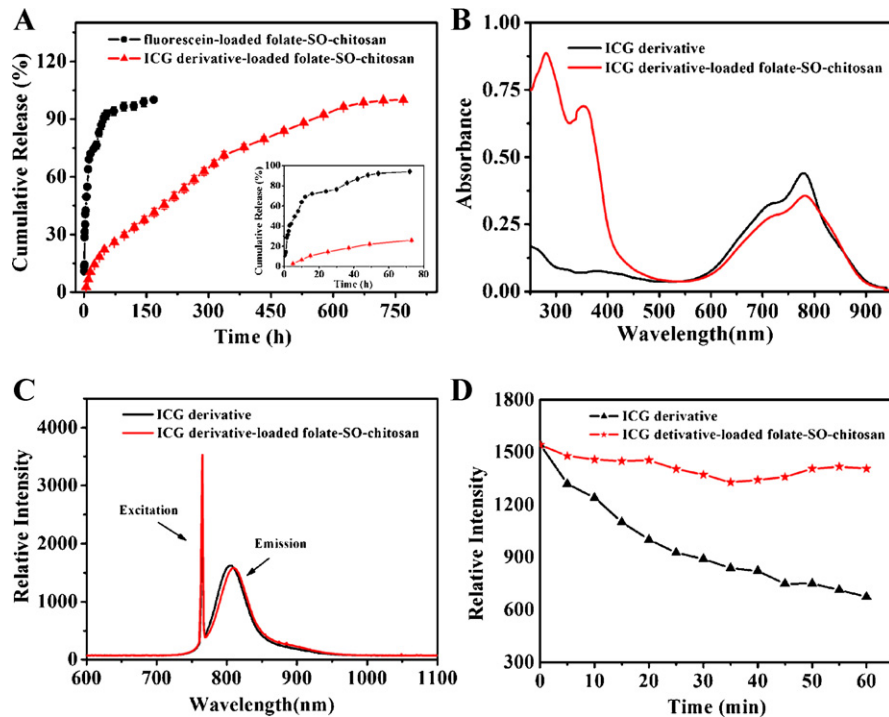 A
fluorescein-loaded folate-SO-chitosan
ICG derivative-loaded folate-SO-chitosan
Cumulative Release (%)
120
90
60
30
0
0 150 300 450 600 750
Time (h)
Cumulative Release (%)
100
80
60
40
20
0
0 20 40 60 80
Time (h)
B
ICG derivative
ICG derivative-loaded folate-SO-chitosan
Absorbance
1.00
0.75
0.50
0.25
0.00
300 400 500 600 700 800 900
Wavelength(nm)
C
ICG derivative
ICG derivative-loaded folate-SO-chitosan
Relative Intensity
4000
3000
2000
1000
0
Excitation
Emission
600 700 800 900 1000 1100
Wavelength(nm)
D
ICG derivative
ICG detivative-loaded folate-SO-chitosan
Relative Intensity
1800
1500
1200
900
600
300
0 10 20 30 40 50 60
Time (min)